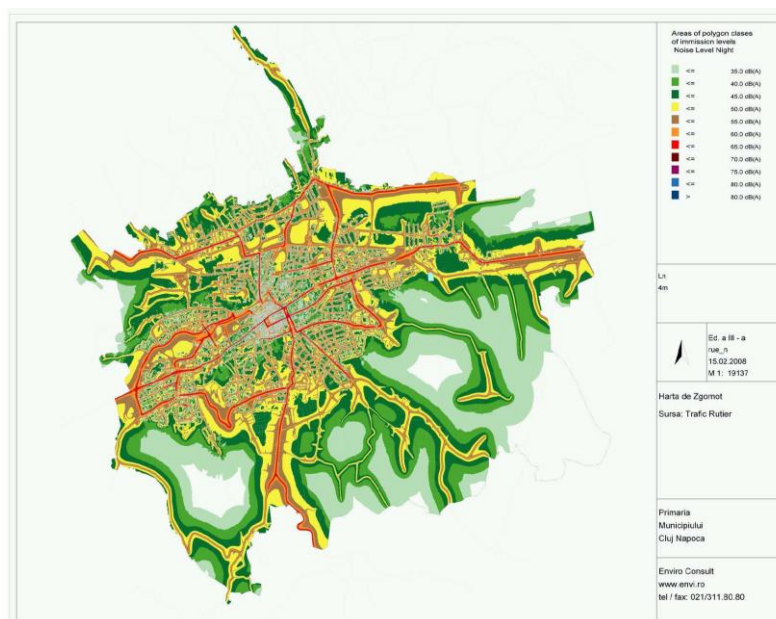 Areas of polygon clases
of immission levels
Noise Level Night
<= 35.0 dB(A)
<= 40.0 dB(A)
<= 45.0 dB(A)
<= 50.0 dB(A)
<= 55.0 dB(A)
<= 60.0 dB(A)
<= 65.0 dB(A)
<= 70.0 dB(A)
<= 75.0 dB(A)
<= 80.0 dB(A)
> 80.0 dB(A)
Ln
4m
Ed. a III - a
rue_n
15.02.2008
M 1: 19137
Harta de Zgomot
Sursa: Trafic Rutier
Primaria
Municipiului
Cluj Napoca
Enviro Consult
www.envi.ro
tel / fax: 021/311.80.80